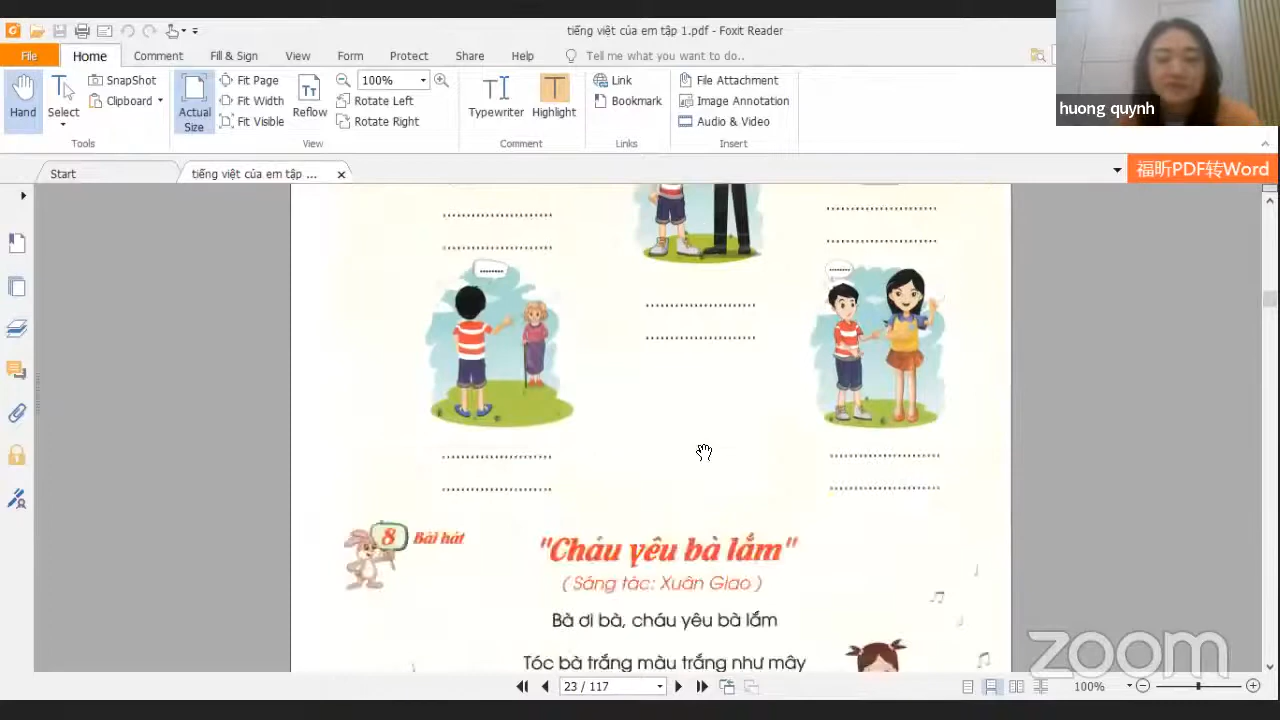 tiếng việt của em tập 1.pdf - Foxit Reader
File Home Comment Fill & Sign View Form Protect Share Help Tell me what you want to do..
Hand
Select
SnapShot
Clipboard
Tools
Actual Size
Fit Page
Fit Width
Fit Visible
Reflow
100%
Rotate Left
Rotate Right
View
Typewriter
Highlight
Comment
Link
Bookmark
Links
File Attachment
Image Annotation
Audio & Video
Insert
huong quynh
Start
tiếng việt của em tập ...
福昕PDF转Word
8 Bài hát
"Cháu yêu bà lắm"
( Sáng tác: Xuân Giao )
Bà ơi bà, cháu yêu bà lắm
Tóc bà trắng màu trắng như mây
zoom
23 / 117
100%